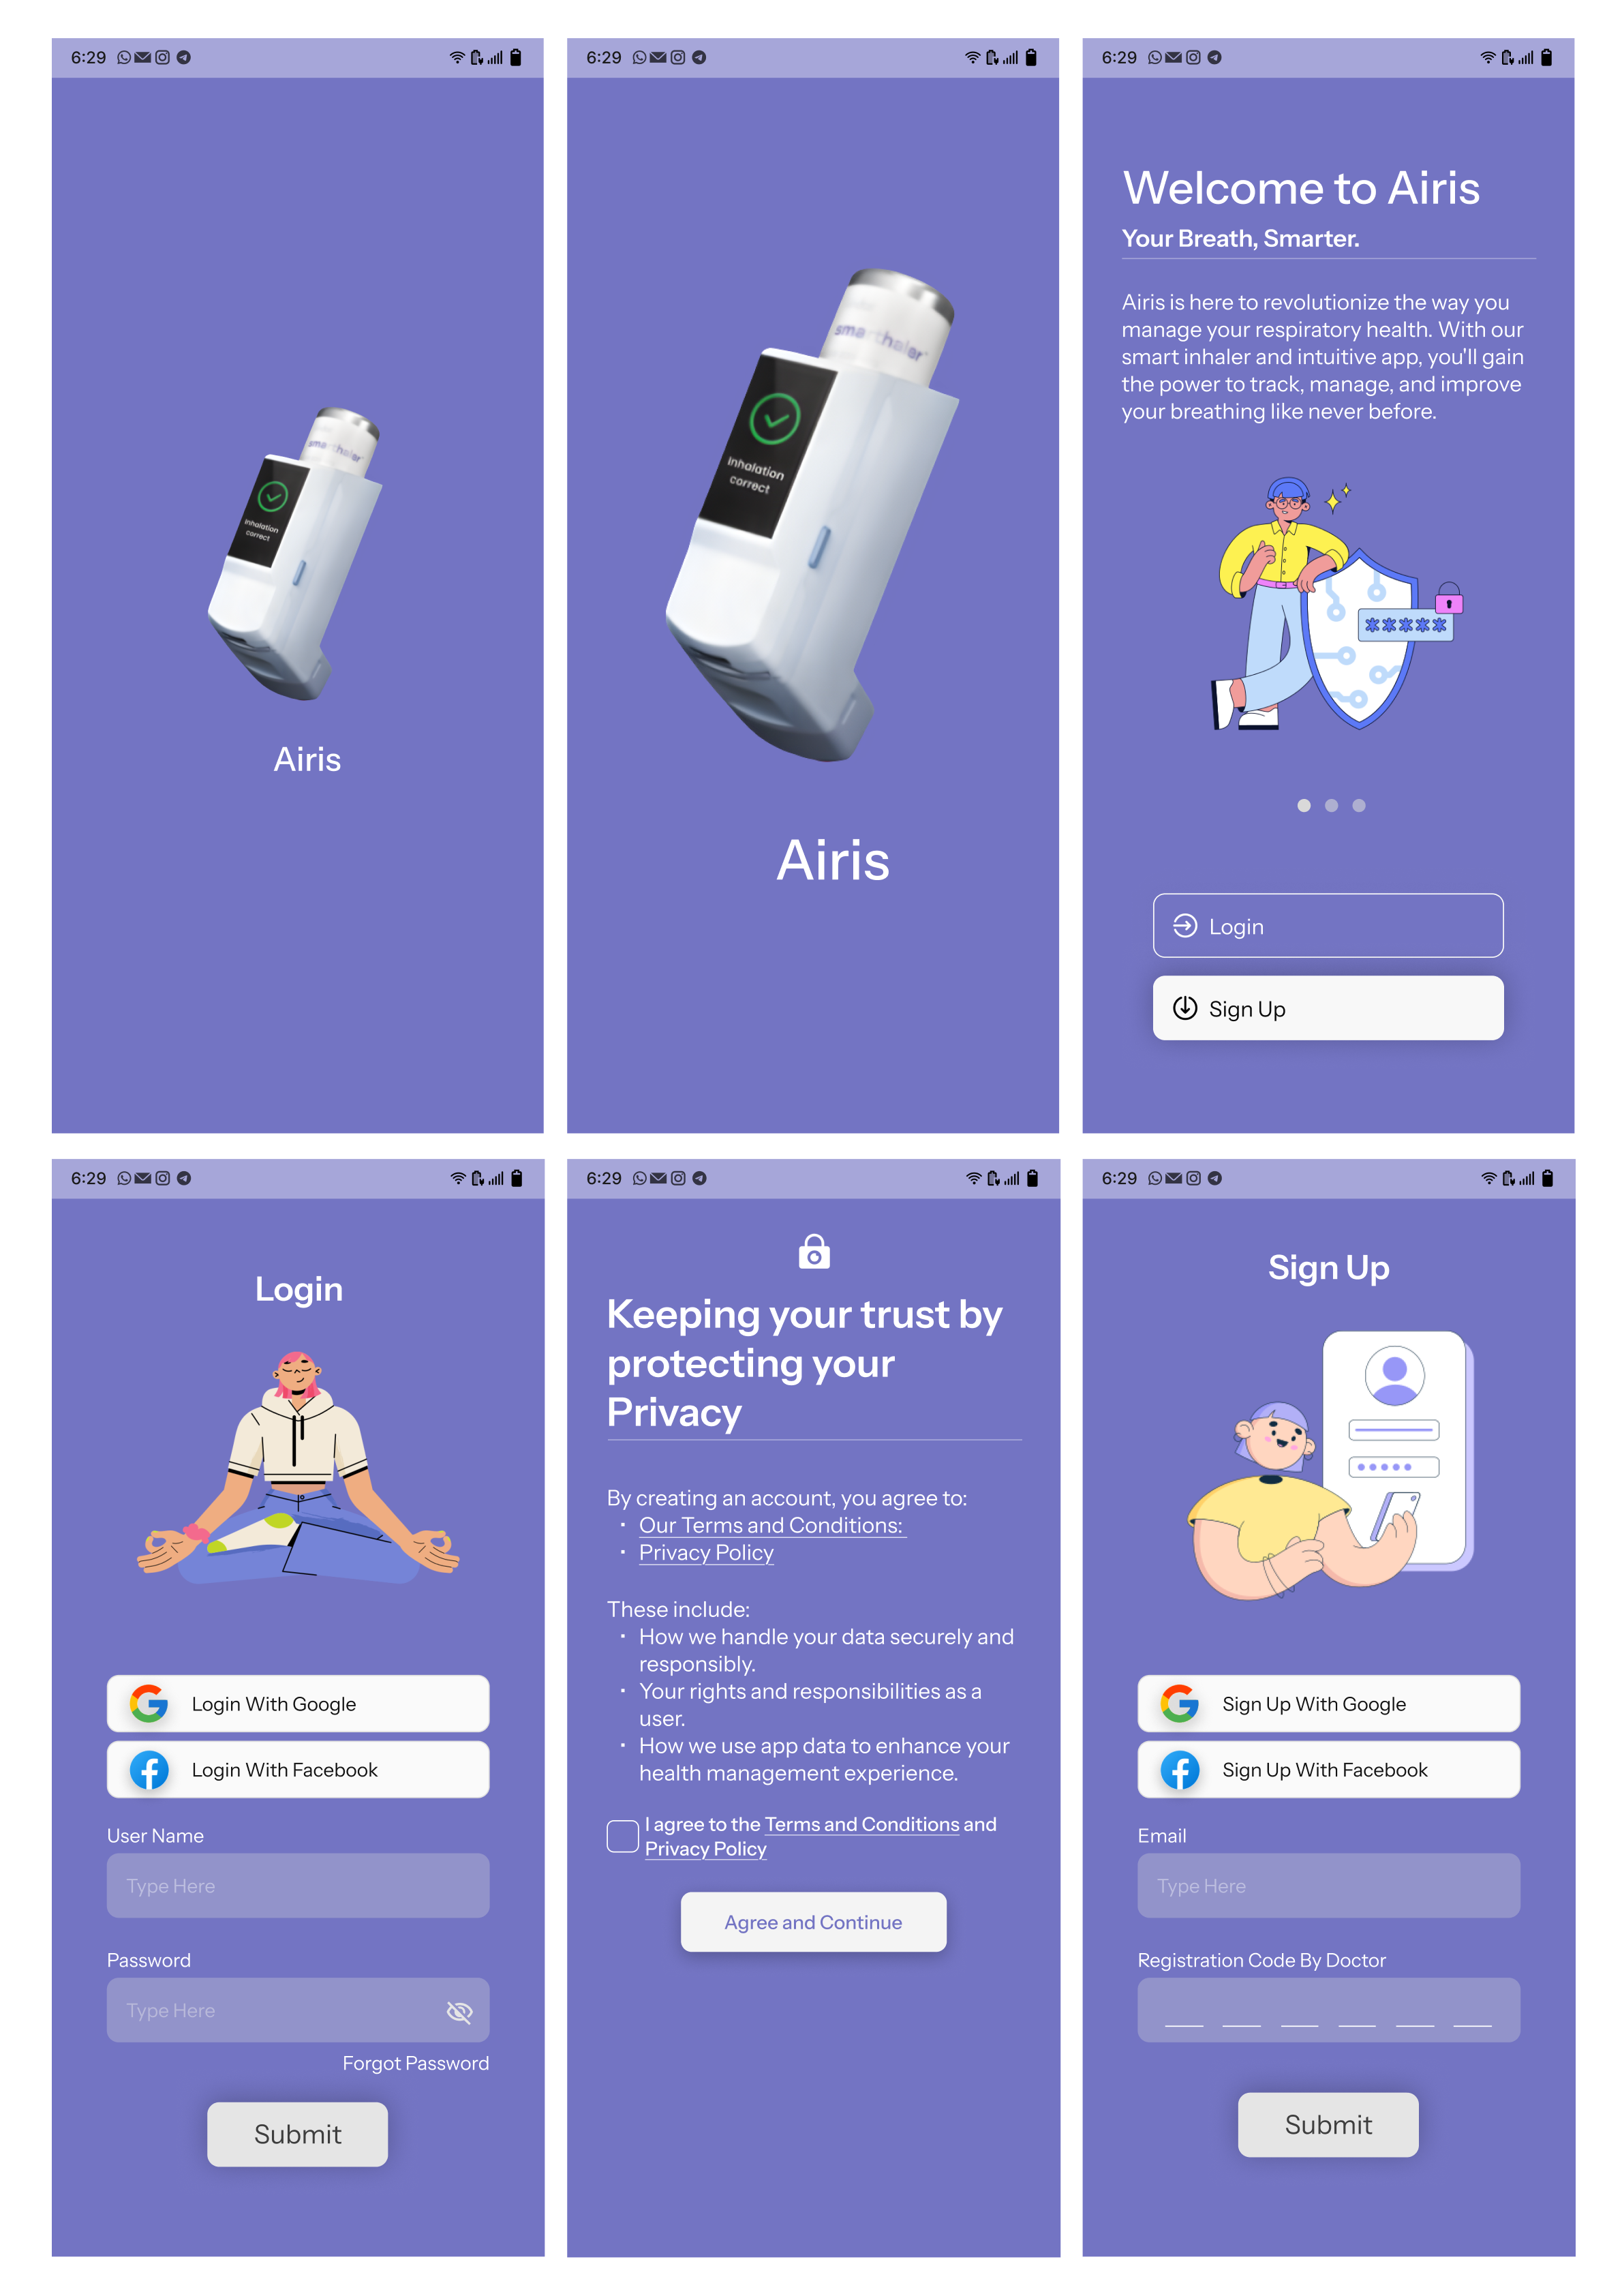 6:29
smarthaler
Inhalation
correct
Airis
6:29
smarthaler
Inhalation
correct
Airis
6:29
Welcome to Airis
Your Breath, Smarter.
Airis is here to revolutionize the way you
manage your respiratory health. With our
smart inhaler and intuitive app, you'll gain
the power to track, manage, and improve
your breathing like never before.
*****
Login
Sign Up
6:29
Login
Login With Google
Login With Facebook
User Name
Type Here
Password
Type Here
Forgot Password
Submit
6:29
Keeping your trust by
protecting your
Privacy
By creating an account, you agree to:
• Our Terms and Conditions:
• Privacy Policy
These include:
• How we handle your data securely and
responsibly.
• Your rights and responsibilities as a
user.
• How we use app data to enhance your
health management experience.
I agree to the Terms and Conditions and
Privacy Policy
Agree and Continue
6:29
Sign Up
Sign Up With Google
Sign Up With Facebook
Email
Type Here
Registration Code By Doctor
Submit